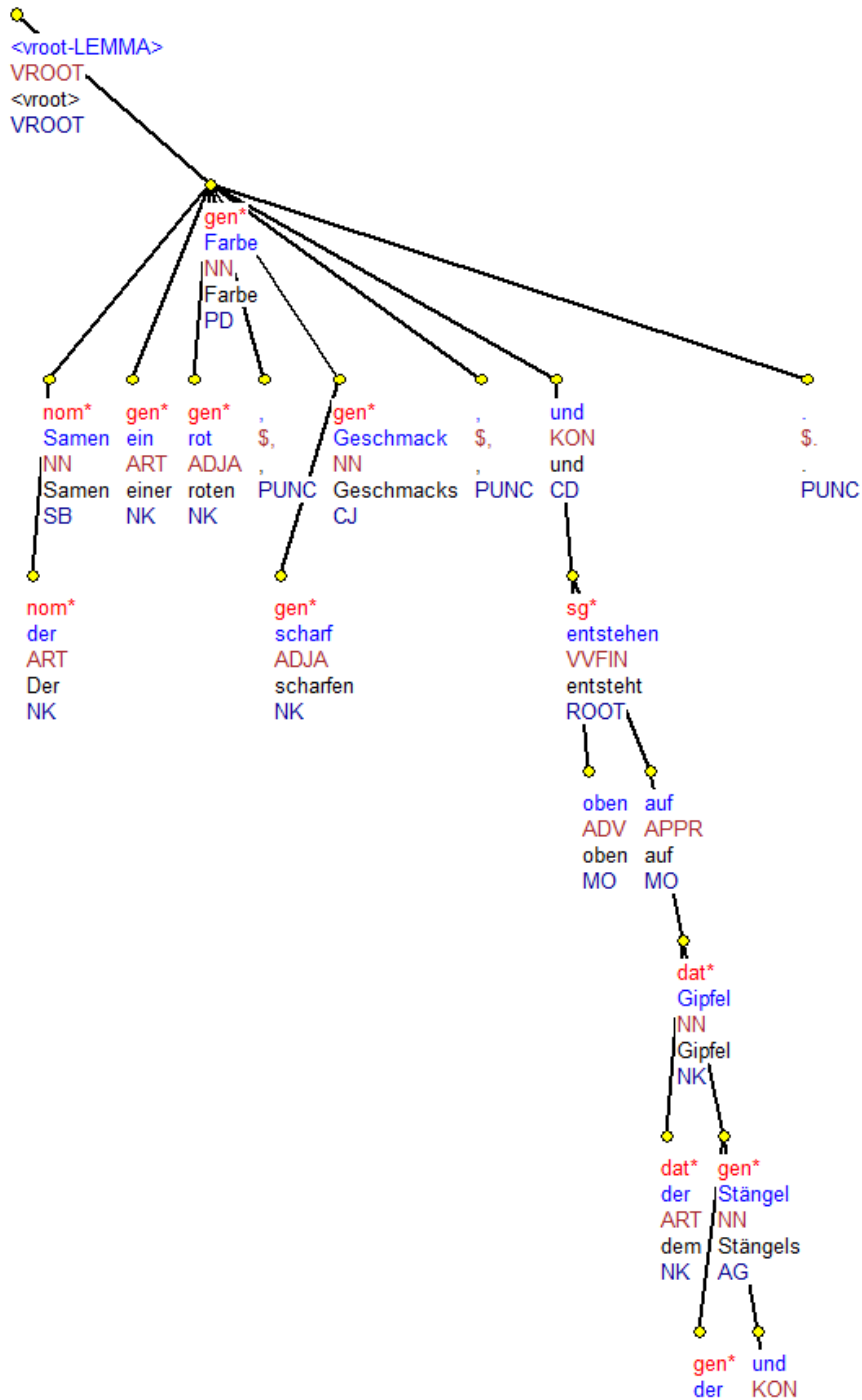 <vroot-LEMMA>
VROOT
<vroot>
VROOT
gen*
Farbe
NN
Farbe
PD
nom* gen* gen* , gen* , und .
Samen ein rot $, Geschmack $, KON $.
NN ART ADJA , NN , und .
Samen einer roten PUNC Geschmacks PUNC CD PUNC
SB NK NK CJ
nom* gen* sg*
der scharf entstehen
ART ADJA VVFIN
Der scharfen entsteht
NK NK ROOT
oben auf
ADV APPR
oben auf
MO MO
dat*
Gipfel
NN
Gipfel
NK
dat* gen*
der Stängel
ART NN
dem Stängels
NK AG
gen* und
der KON